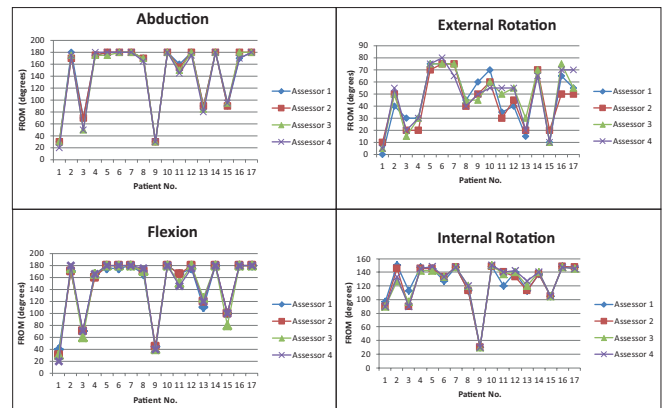 Abduction
FROM (degrees)
200
180
160
140
120
100
80
60
40
20
0
1 2 3 4 5 6 7 8 9 10 11 12 13 14 15 16 17
Patient No.
Assessor 1
Assessor 2
Assessor 3
Assessor 4
External Rotation
FROM (degrees)
90
80
70
60
50
40
30
20
10
0
1 2 3 4 5 6 7 8 9 10 11 12 13 14 15 16 17
Patient No.
Assessor 1
Assessor 2
Assessor 3
Assessor 4
Flexion
FROM (degrees)
200
180
160
140
120
100
80
60
40
20
0
1 2 3 4 5 6 7 8 9 10 11 12 13 14 15 16 17
Patient No.
Assessor 1
Assessor 2
Assessor 3
Assessor 4
Internal Rotation
FROM (degrees)
160
140
120
100
80
60
40
20
0
1 2 3 4 5 6 7 8 9 10 11 12 13 14 15 16 17
Patient No.
Assessor 1
Assessor 2
Assessor 3
Assessor 4